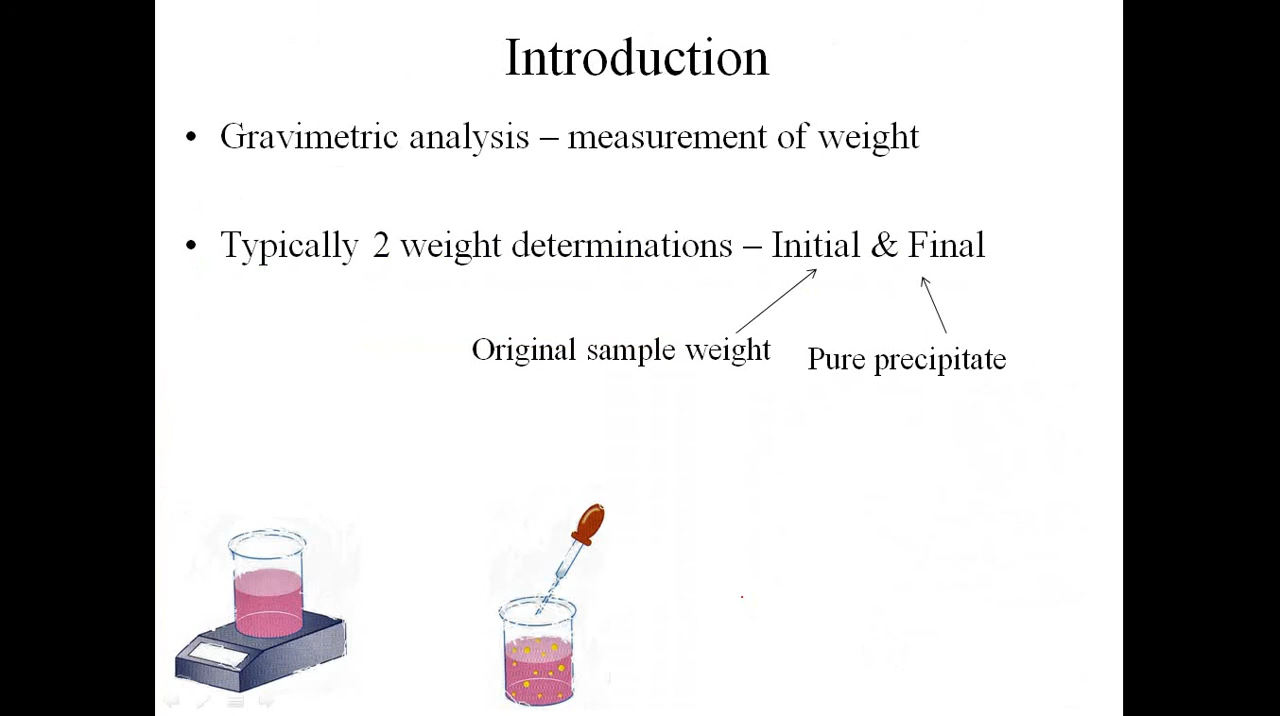 Introduction
• Gravimetric analysis – measurement of weight
• Typically 2 weight determinations – Initial & Final
Original sample weight
Pure precipitate